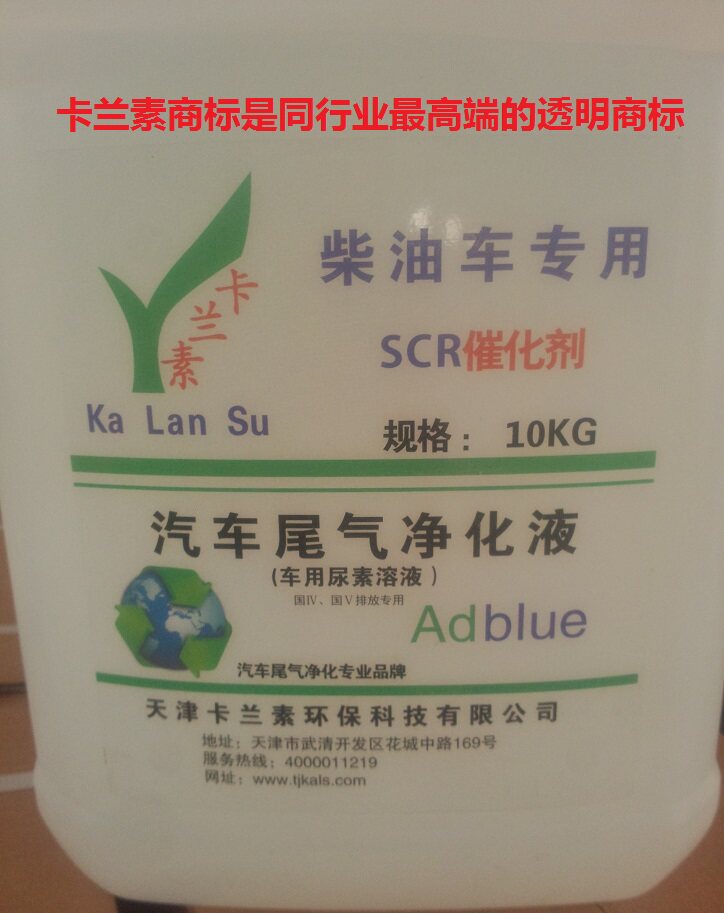 卡兰素商标是同行业最高端的透明商标
卡兰素
Ka Lan Su
柴油车专用
SCR催化剂
规格： 10KG
汽车尾气净化液
(车用尿素溶液)
国Ⅳ、国Ⅴ排放专用
Adblue
汽车尾气净化专业品牌
天津卡兰素环保科技有限公司
地址：天津市武清开发区花城中路169号
服务热线：4000011219
网址：www.tjkals.com